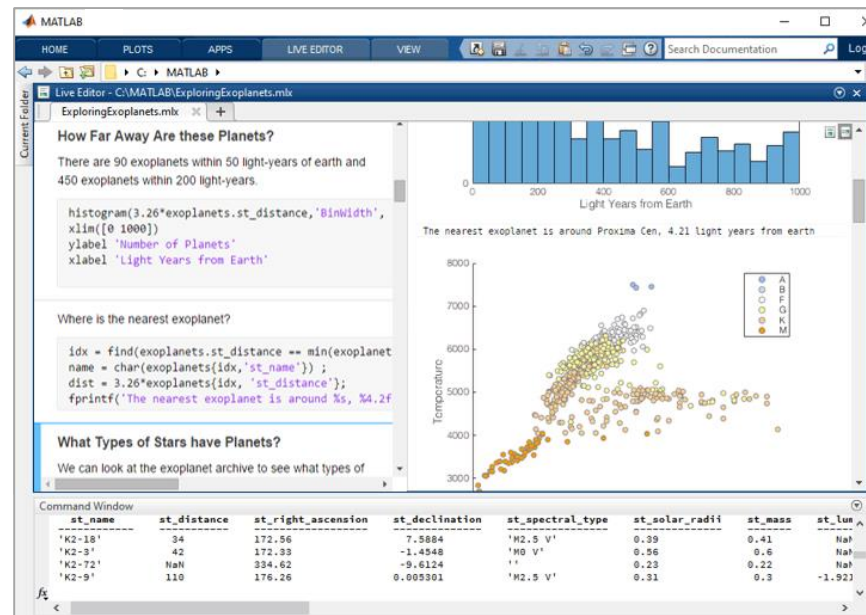 MATLAB
HOME PLOTS APPS LIVE EDITOR VIEW Search Documentation Log
C: MATLAB
Current Folder
Live Editor - C:\MATLAB\ExploringExoplanets.mlx
ExploringExoplanets.mlx
How Far Away Are these Planets?
There are 90 exoplanets within 50 light-years of earth and
450 exoplanets within 200 light-years.
histogram(3.26*exoplanets.st_distance,'BinWidth',
xlim([0 1000])
ylabel 'Number of Planets'
xlabel 'Light Years from Earth'
Where is the nearest exoplanet?
idx = find(exoplanets.st_distance == min(exoplanet
name = char(exoplanets{idx,'st_name'}) ;
dist = 3.26*exoplanets{idx, 'st_distance'};
fprintf('The nearest exoplanet is around %s, %4.2f
What Types of Stars have Planets?
We can look at the exoplanet archive to see what types of
0
0 200 400 600 800 1000
Light Years from Earth
The nearest exoplanet is around Proxima Cen, 4.21 light years from earth
8000
7000
6000
5000
4000
3000
Temperature
A
B
F
G
K
M
Command Window
st_name st_distance st_right_ascension st_declination st_spectral_type st_solar_radii st_mass st_lum
'K2-18' 34 172.56 7.5884 'M2.5 V' 0.39 0.41 NaN
'K2-3' 42 172.33 -1.4548 'M0 V' 0.56 0.6 NaN
'K2-72' NaN 334.62 -9.6124 '' 0.23 0.22 NaN
'K2-9' 110 176.26 0.005301 'M2.5 V' 0.31 0.3 -1.921
fx